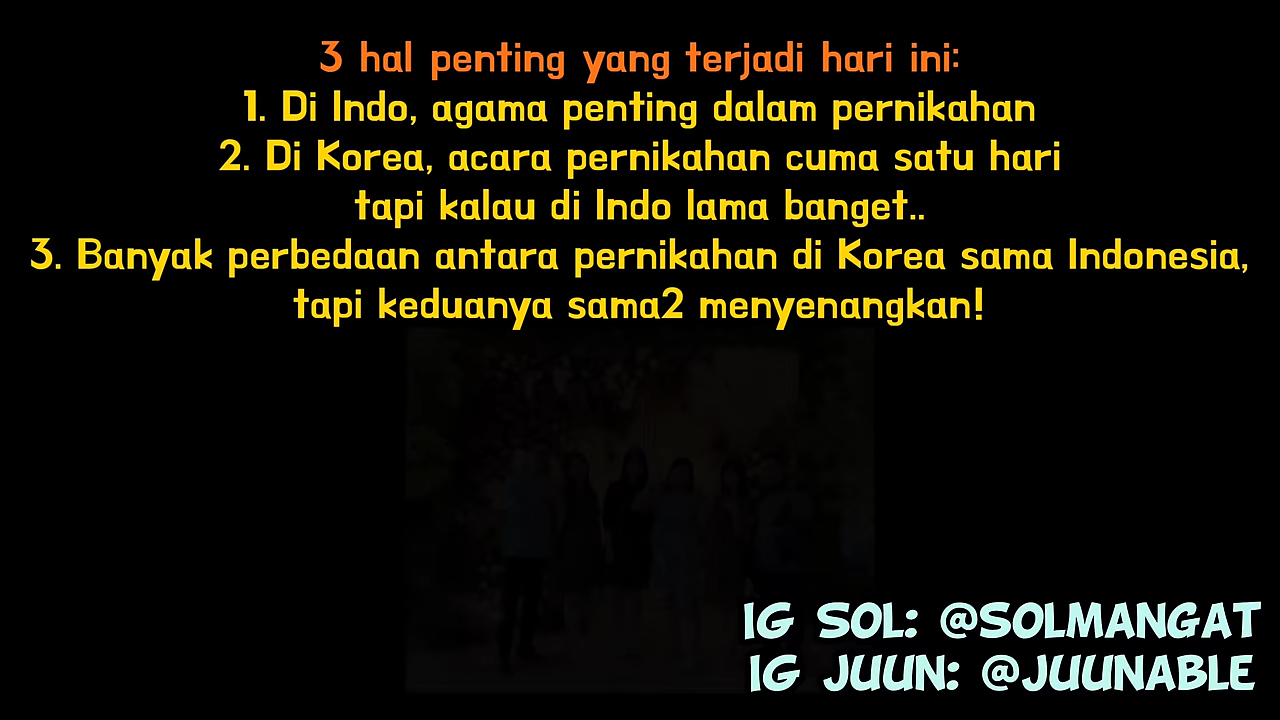 3 hal penting yang terjadi hari ini:
1. Di Indo, agama penting dalam pernikahan
2. Di Korea, acara pernikahan cuma satu hari
tapi kalau di Indo lama banget..
3. Banyak perbedaan antara pernikahan di Korea sama Indonesia,
tapi keduanya sama2 menyenangkan!
IG SOL: @SOLMANGAT
IG JUUN: @JUUNABLE